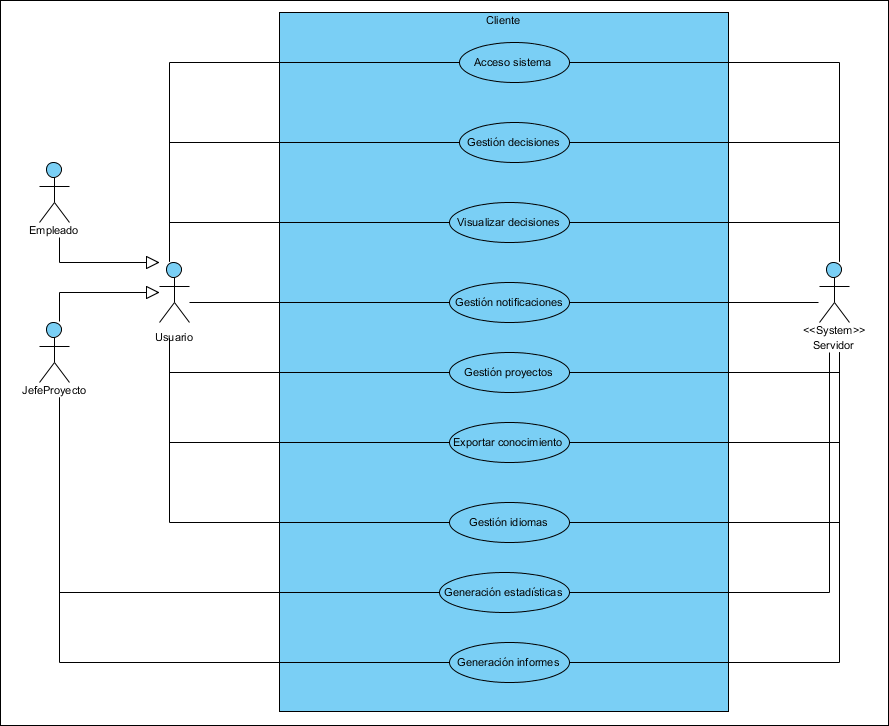 Cliente
Acceso sistema
Gestión decisiones
Empleado
Visualizar decisiones
Gestión notificaciones
Usuario
<<System>>
Servidor
Gestión proyectos
JefeProyecto
Exportar conocimiento
Gestión idiomas
Generación estadísticas
Generación informes